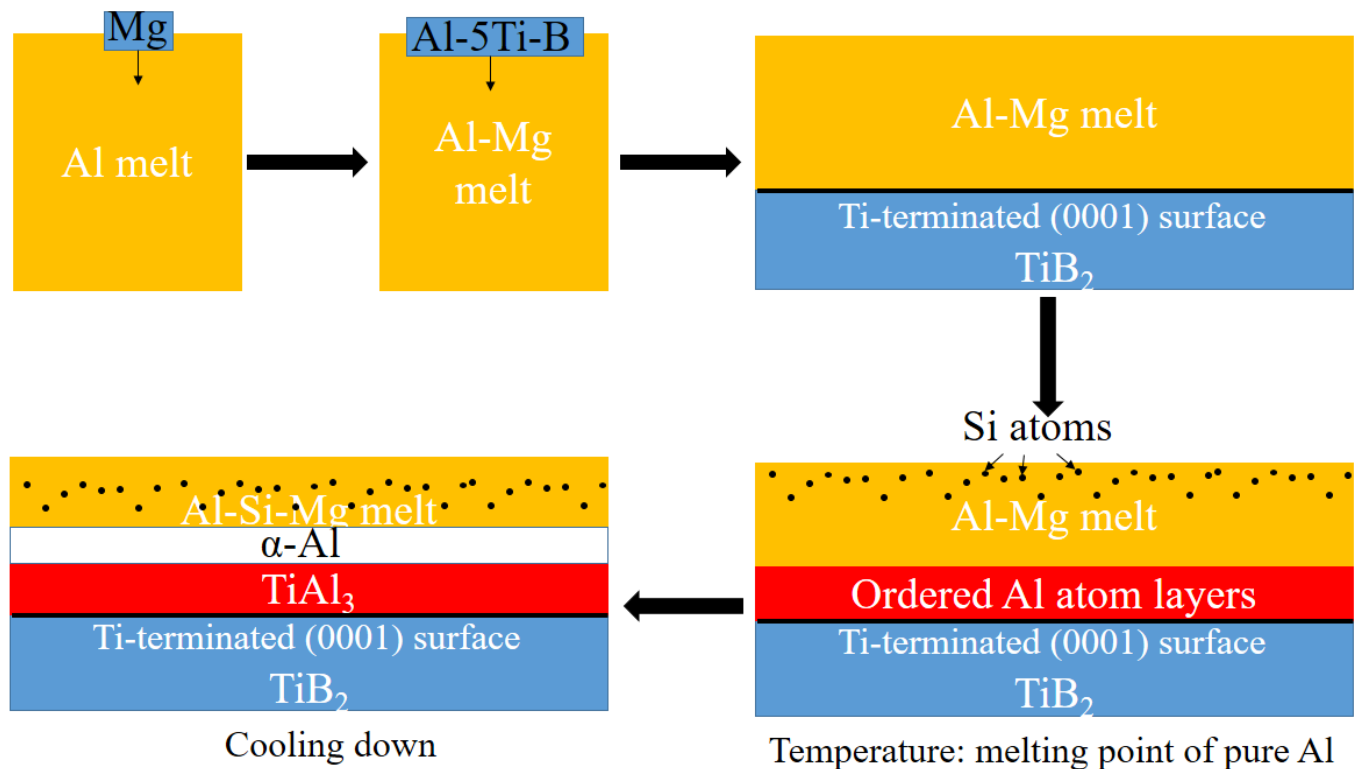 Mg
Al melt
Al-5Ti-B
Al-Mg
melt
Al-Mg melt
Ti-terminated (0001) surface
TiB₂
Si atoms
Al-Mg melt
Ordered Al atom layers
Ti-terminated (0001) surface
TiB₂
Temperature: melting point of pure Al
Al-Si-Mg melt
α-Al
TiAl₃
Ti-terminated (0001) surface
TiB₂
Cooling down